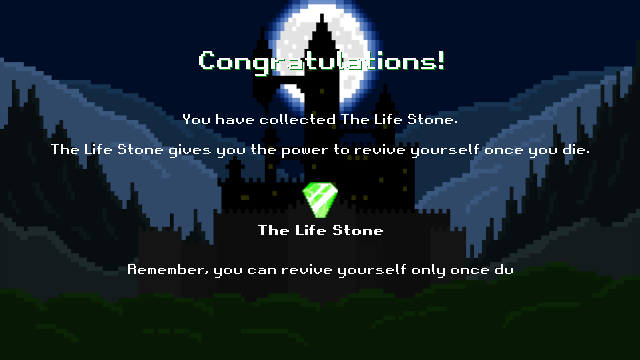 Congratulations!
You have collected The Life Stone.
The Life Stone gives you the power to revive yourself once you die.
The Life Stone
Remember, you can revive yourself only once du